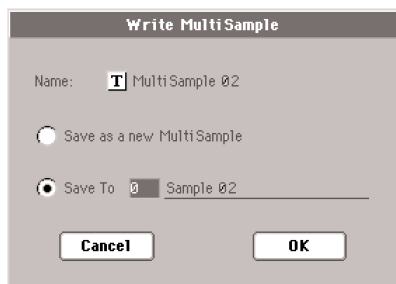 Write MultiSample
Name: T MultiSample 02
Save as a new MultiSample
Save To 0 Sample 02
Cancel OK